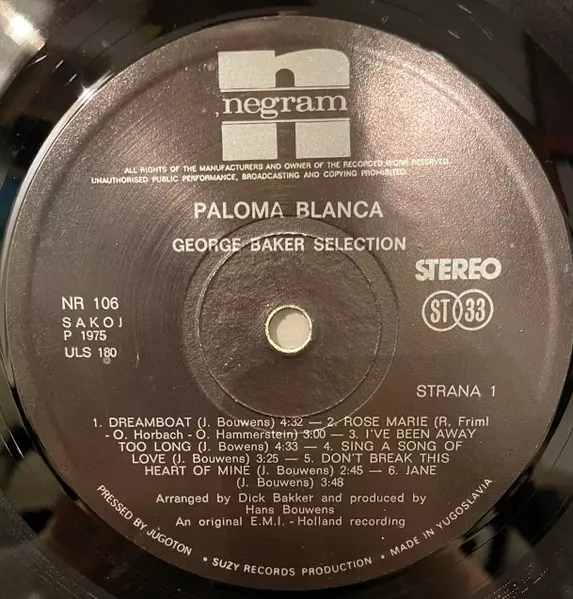 negram
ALL RIGHTS OF THE MANUFACTURERS AND OWNER OF THE RECORDED WORK RESERVED.
UNAUTHORISED PUBLIC PERFORMANCE, BROADCASTING AND COPYING PROHIBITED.
PALOMA BLANCA
GEORGE BAKER SELECTION
STEREO
ST 33
NR 106
SAKOJ
P 1975
ULS 180
STRANA 1
1. DREAMBOAT (J. Bouwens) 4:32 — 2. ROSE MARIE (R. Friml
- O. Horbach - O. Hammerstein) 3:00 — 3. I'VE BEEN AWAY
TOO LONG (J. Bowens) 4:33 — 4. SING A SONG OF
LOVE (J. Bouwens) 3:25 — 5. DON'T BREAK THIS
HEART OF MINE (J. Bouwens) 2:45 — 6. JANE
(J. Bouwens) 3:48
Arranged by Dick Bakker and produced by
Hans Bouwens
An original E.M.I. - Holland recording
PRESSED BY JUGOTON • SUZY RECORDS PRODUCTION • MADE IN YUGOSLAVIA